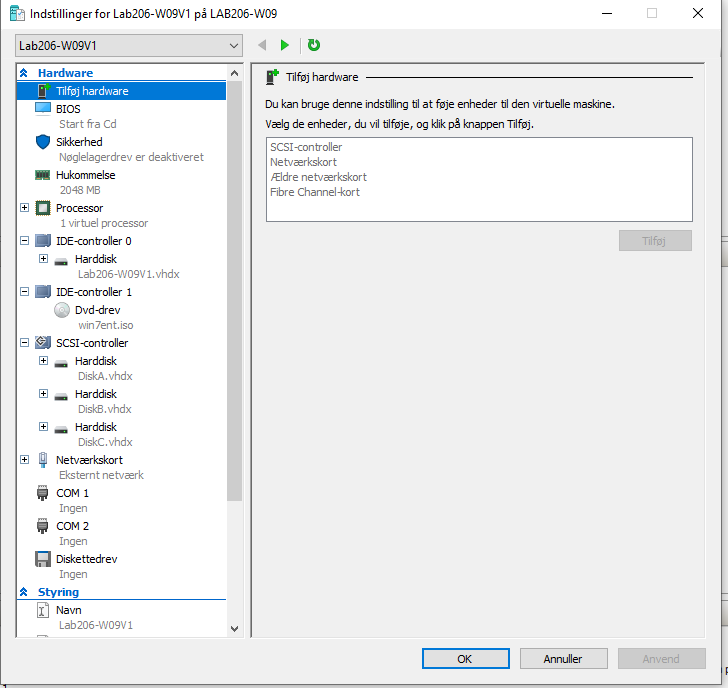 Indstillinger for Lab206-W09V1 på LAB206-W09
Lab206-W09V1
Hardware
Tilføj hardware
BIOS
Start fra Cd
Sikkerhed
Nøglelagerdrev er deaktiveret
Hukommelse
2048 MB
Processor
1 virtuel processor
IDE-controller 0
Harddisk
Lab206-W09V1.vhdx
IDE-controller 1
Dvd-drev
win7ent.iso
SCSI-controller
Harddisk
DiskA.vhdx
Harddisk
DiskB.vhdx
Harddisk
DiskC.vhdx
Netværkskort
Eksternt netværk
COM 1
Ingen
COM 2
Ingen
Diskettedrev
Ingen
Styring
Navn
Lab206-W09V1
Tilføj hardware
Du kan bruge denne indstilling til at føje enheder til den virtuelle maskine.
Vælg de enheder, du vil tilføje, og klik på knappen Tilføj.
SCSI-controller
Netværkskort
Ældre netværkskort
Fibre Channel-kort
Tilføj
OK
Annuller
Anvend